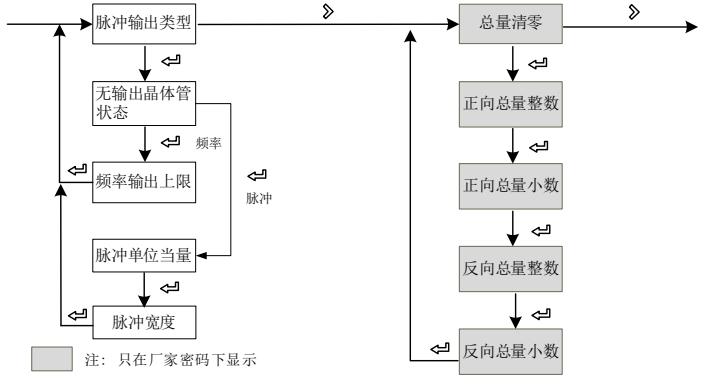 脉冲输出类型
总量清零
无输出晶体管
状态
正向总量整数
频率
频率输出上限
脉冲
正向总量小数
脉冲单位当量
反向总量整数
脉冲宽度
反向总量小数
注：只在厂家密码下显示